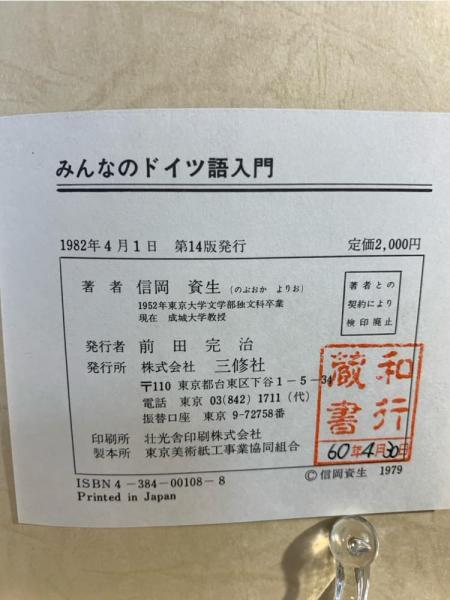 みんなのドイツ語入門
1982年4月1日 第14版発行 定価2,000円
著者 信岡資生 (のぶおか よりお)
1952年東京大学文学部独文科卒業
現在 成城大学教授
著者との
契約により
検印廃止
発行者 前田完治
発行所 株式会社 三修社
〒110 東京都台東区下谷1-5-34
電話 東京 03(842)1711(代)
振替口座 東京 9-72758番
印刷所 壮光舎印刷株式会社
製本所 東京美術紙工事業協同組合
和行
蔵書
60年4月30日
ISBN4-384-00108-8
© 信岡資生 1979
Printed in Japan